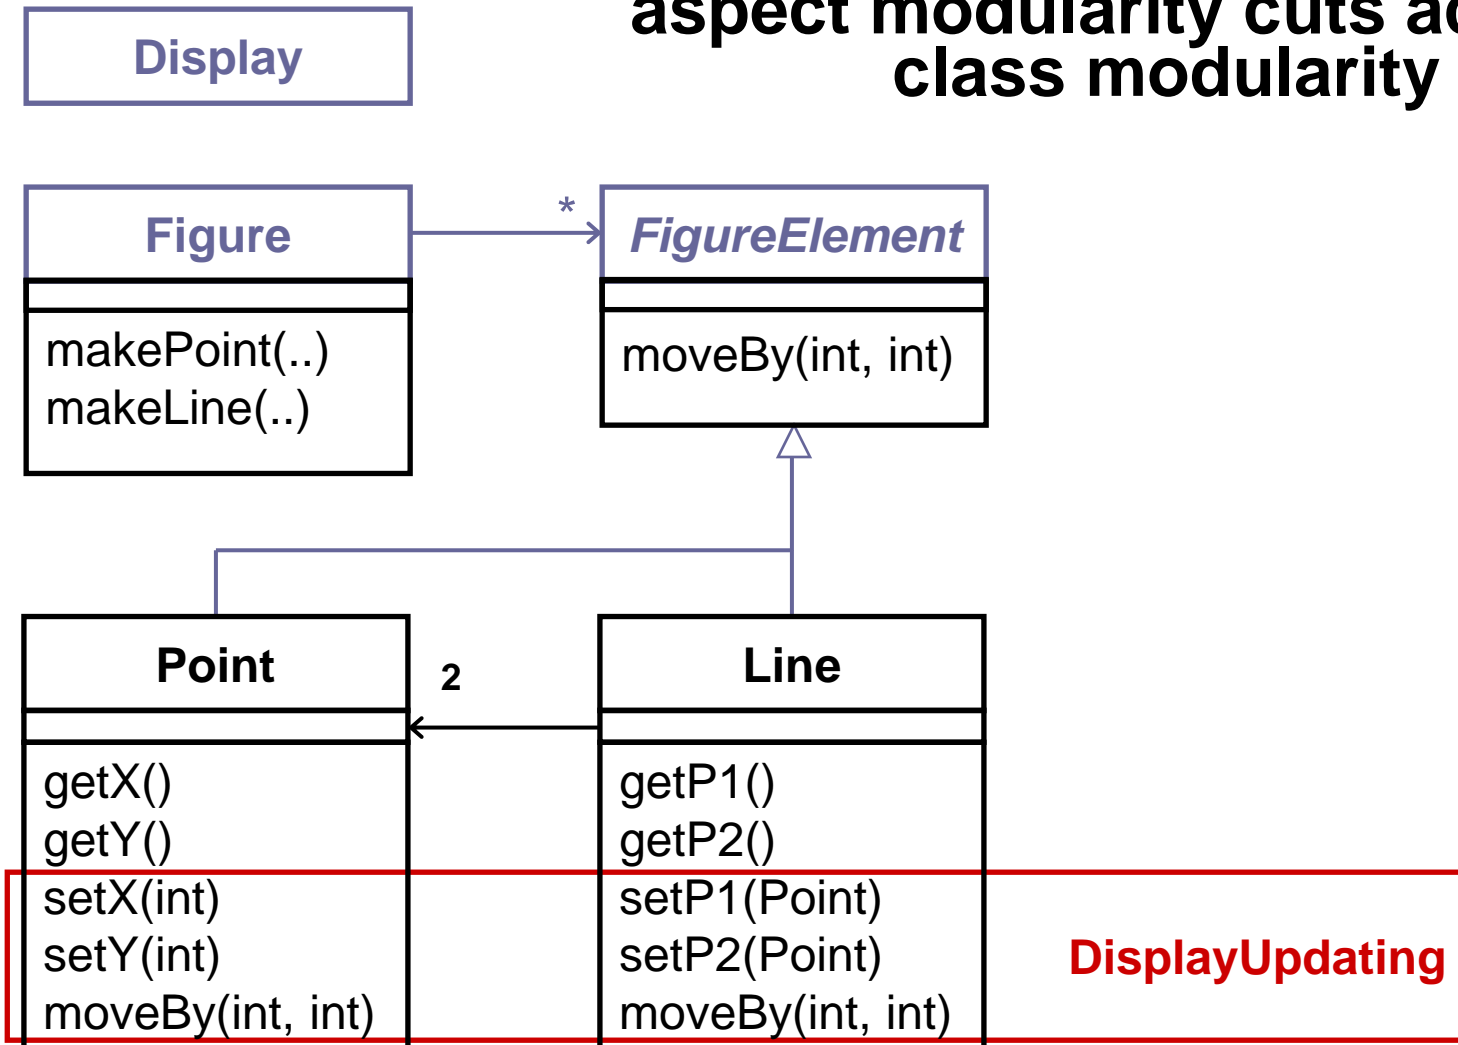 aspect modularity cuts
class modularity
Display
Figure
*
FigureElement
makePoint(..)
makeLine(..)
moveBy(int, int)
Point
2
Line
getX()
getY()
setX(int)
setY(int)
moveBy(int, int)
getP1()
getP2()
setP1(Point)
setP2(Point)
moveBy(int, int)
DisplayUpdating